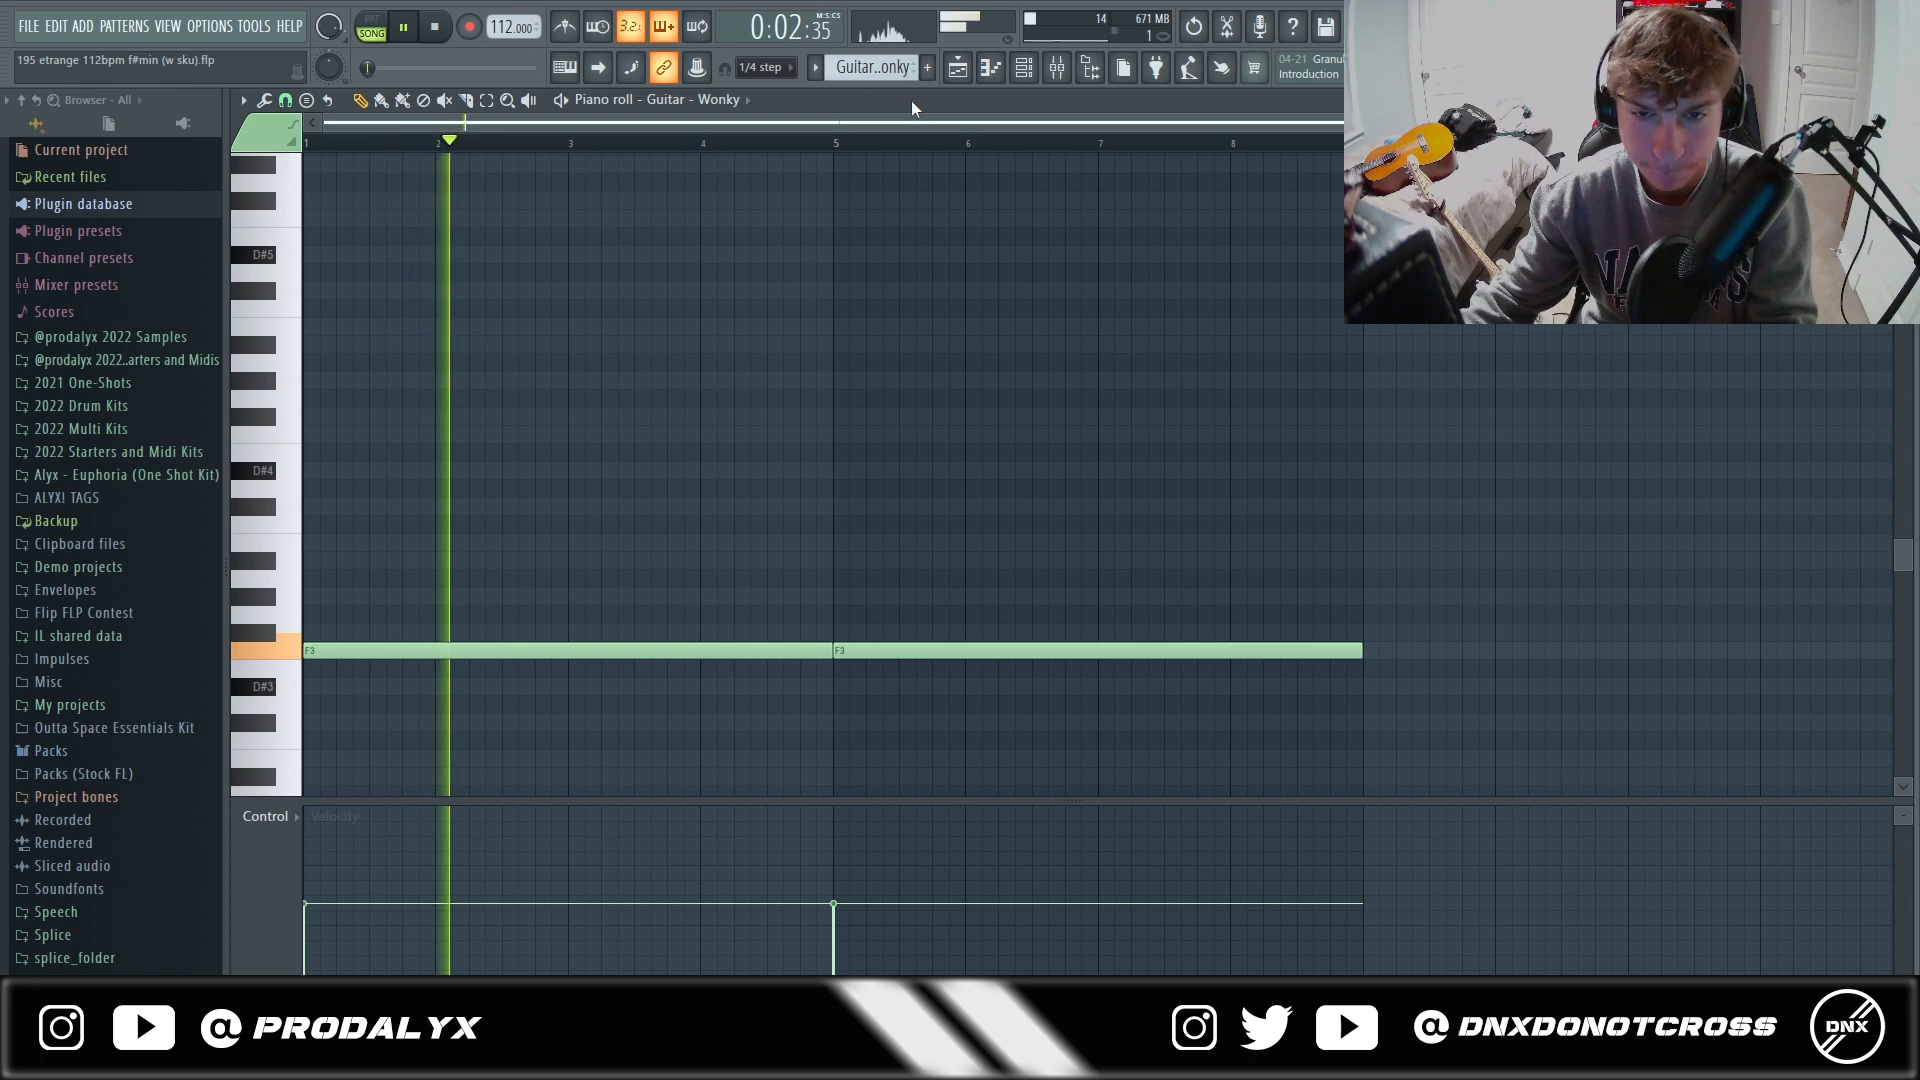 FILE EDIT ADD PATTERNS VIEW OPTIONS TOOLS HELP
PAT
SONG
112.000
3.2
0:02:35
M:S:CS
14
671 MB
1
195 etrange 112bpm f#min (w sku).flp
1/4 step
Guitar..onky
+
04-21 Granul
Introduction
Browser - All
Piano roll - Guitar - Wonky
1 2 3 4 5 6 7 8
Current project
Recent files
Plugin database
Plugin presets
Channel presets
Mixer presets
Scores
@prodalyx 2022 Samples
@prodalyx 2022..arters and Midis
2021 One-Shots
2022 Drum Kits
2022 Multi Kits
2022 Starters and Midi Kits
Alyx - Euphoria (One Shot Kit)
ALYX! TAGS
Backup
Clipboard files
Demo projects
Envelopes
Flip FLP Contest
IL shared data
Impulses
Misc
My projects
Outta Space Essentials Kit
Packs
Packs (Stock FL)
Project bones
Recorded
Rendered
Sliced audio
Soundfonts
Speech
Splice
splice_folder
D#5
D#4
F3
F3
D#3
Control
Velocity
@ PRODALYX
@ DNXDONOTCROSS
DNX